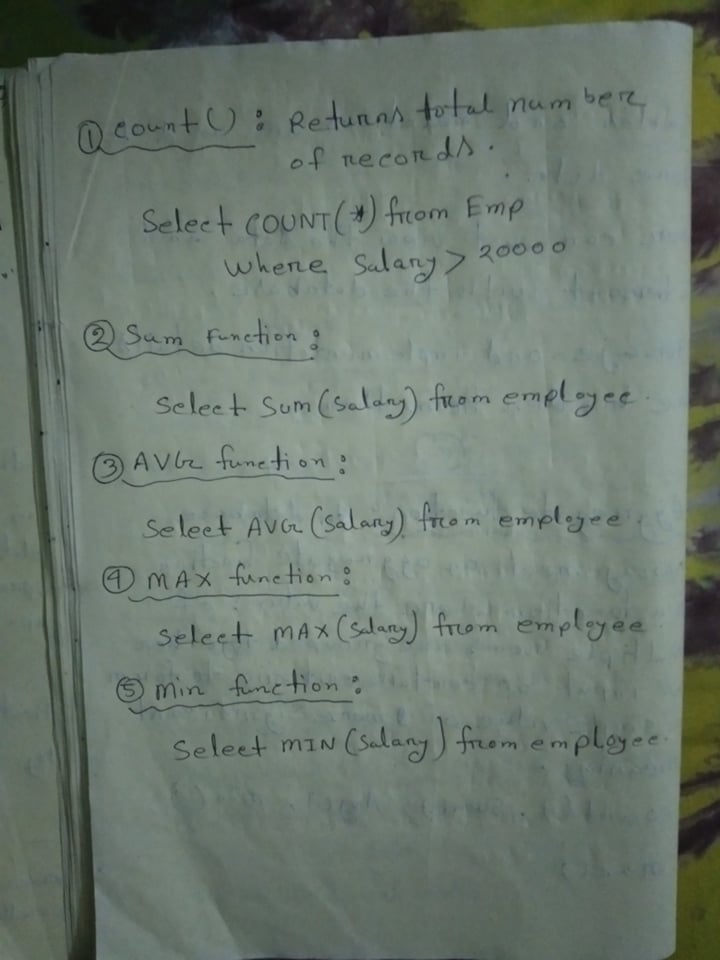 ① count() : Returns total number
of records.
Select COUNT(*) from Emp
where Salary > 20000
② Sum Function :
Select Sum(Salary) from employee.
③ AVG function :
Select AVG (Salary) from employee.
④ MAX function :
Select MAX(Salary) from employee
⑤ Min function :
Select MIN (Salary) from employee.